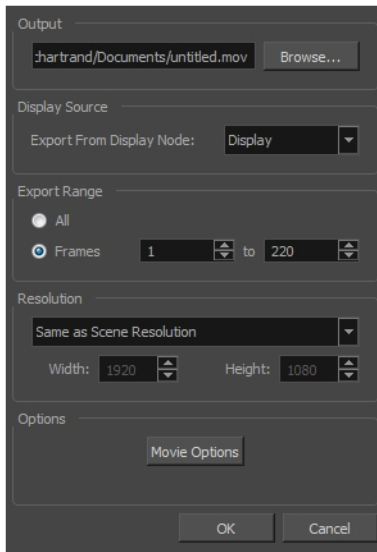 Output
:hartrand/Documents/untitled.mov Browse...
Display Source
Export From Display Node: Display
Export Range
All
Frames 1 to 220
Resolution
Same as Scene Resolution
Width: 1920 Height: 1080
Options
Movie Options
OK Cancel